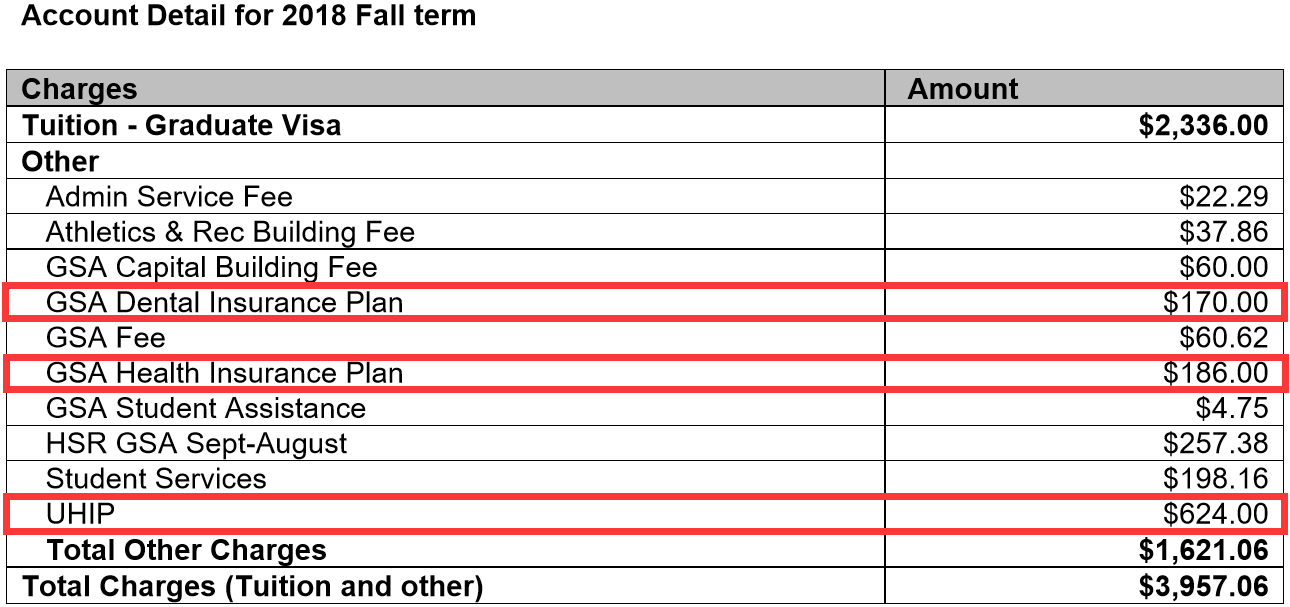 Account Detail for 2018 Fall term
Charges Amount
Tuition - Graduate Visa $2,336.00
Other
Admin Service Fee $22.29
Athletics & Rec Building Fee $37.86
GSA Capital Building Fee $60.00
GSA Dental Insurance Plan $170.00
GSA Fee $60.62
GSA Health Insurance Plan $186.00
GSA Student Assistance $4.75
HSR GSA Sept-August $257.38
Student Services $198.16
UHIP $624.00
Total Other Charges $1,621.06
Total Charges (Tuition and other) $3,957.06